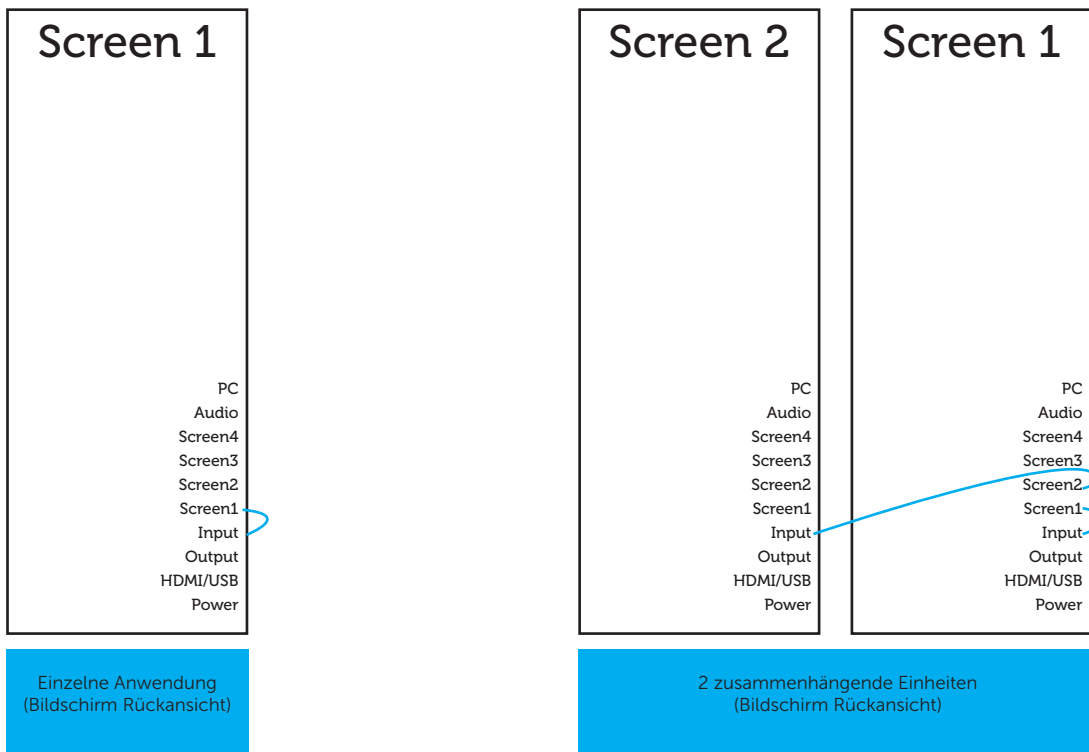 Screen 1
PC
Audio
Screen4
Screen3
Screen2
Screen1
Input
Output
HDMI/USB
Power
Einzelne Anwendung
(Bildschirm Rückansicht)
Screen 2
PC
Audio
Screen4
Screen3
Screen2
Screen1
Input
Output
HDMI/USB
Power
Screen 1
PC
Audio
Screen4
Screen3
Screen2
Screen1
Input
Output
HDMI/USB
Power
2 zusammenhängende Einheiten
(Bildschirm Rückansicht)